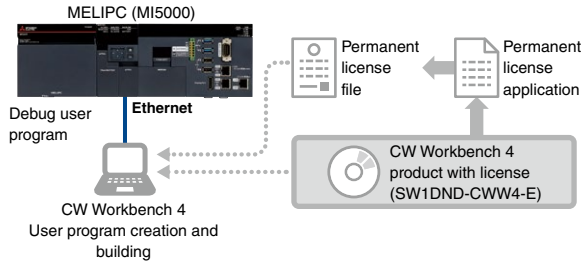 MELIPC (MI5000)
Permanent
license
file
Permanent
license
application
Debug user
program
Ethernet
CW Workbench 4
product with license
(SW1DND-CWW4-E)
CW Workbench 4
User program creation and
building